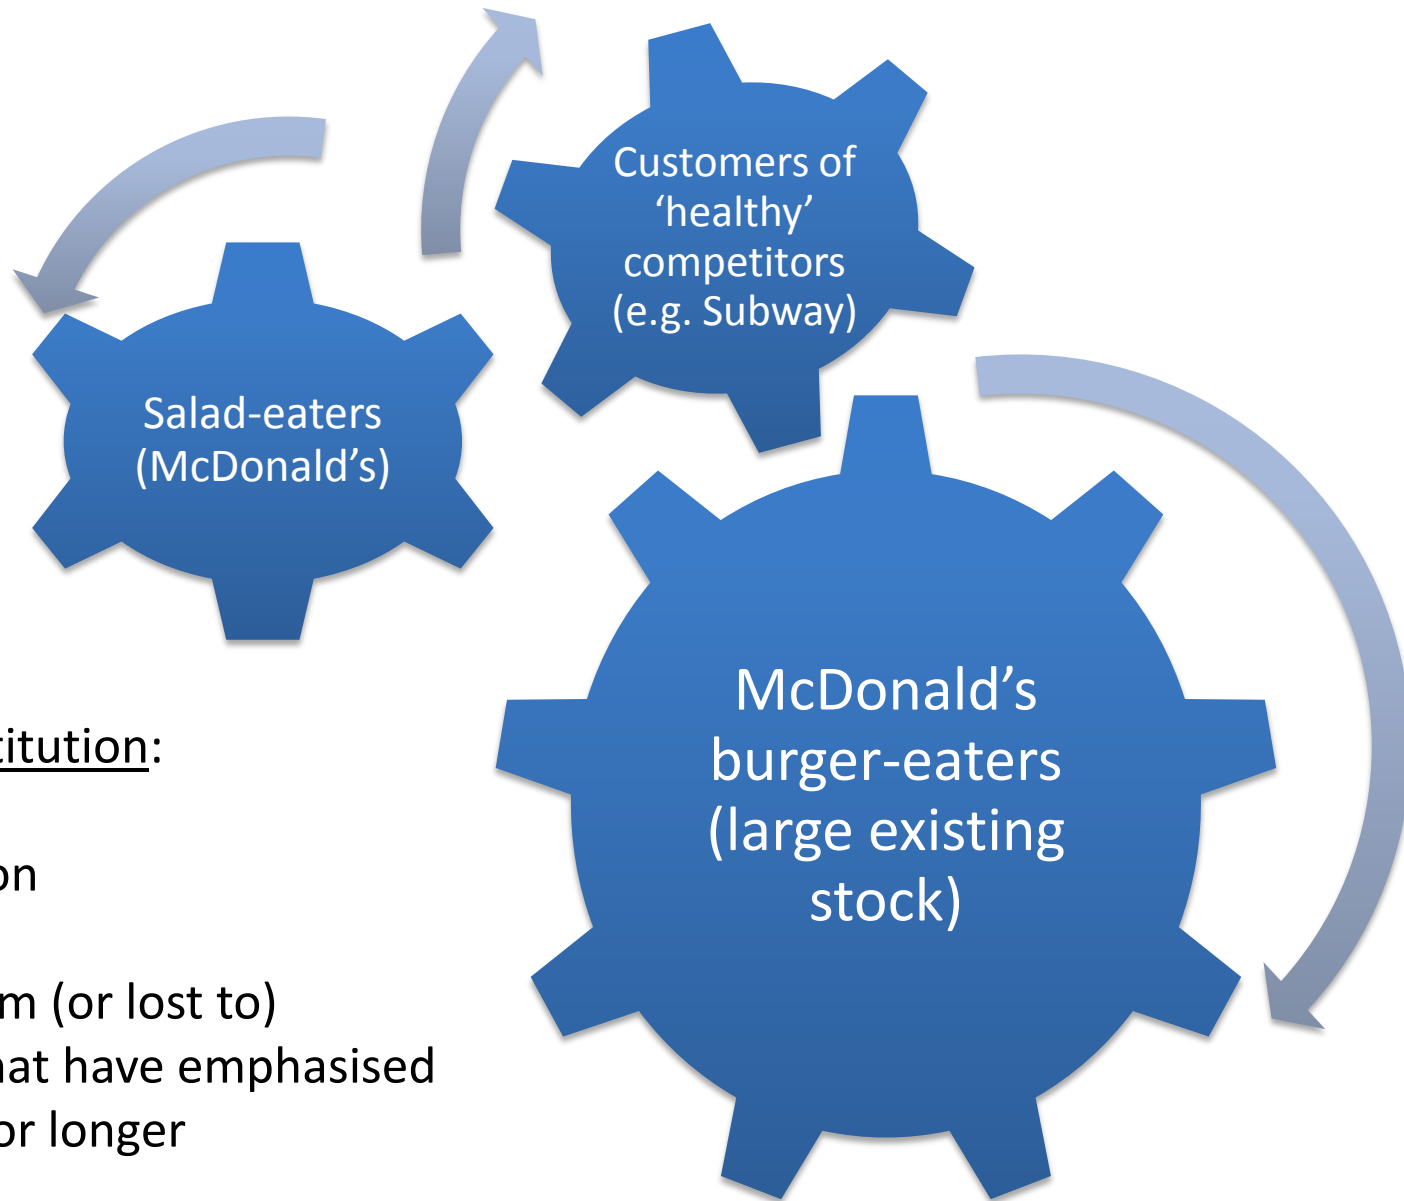 Customers of
‘healthy’
competitors
(e.g. Subway)
Salad-eaters
(McDonald’s)
McDonald’s
burger-eaters
(large existing
stock)
titution:
on
m (or lost to)
hat have emphasised
or longer